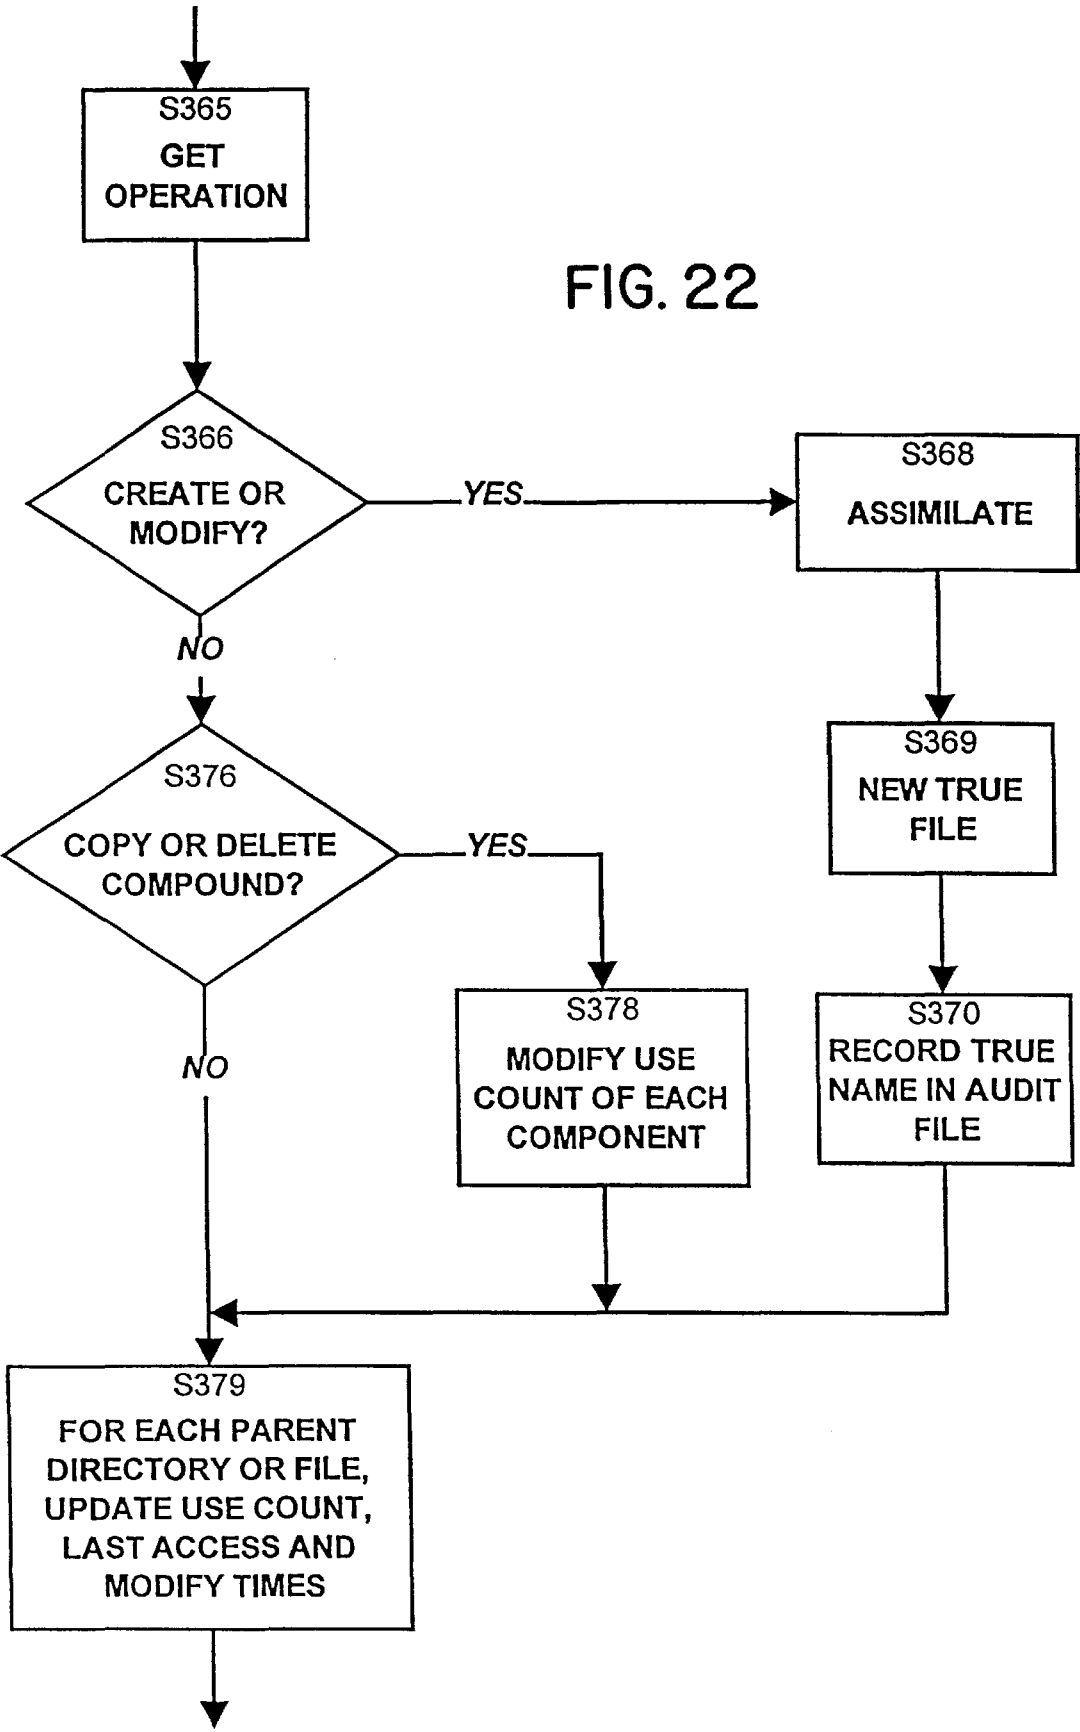 S365
GET
OPERATION
FIG. 22
S366
CREATE OR
MODIFY?
YES
S368
ASSIMILATE
NO
S369
NEW TRUE
FILE
S376
COPY OR DELETE
COMPOUND?
YES
S378
MODIFY USE
COUNT OF EACH
COMPONENT
S370
RECORD TRUE
NAME IN AUDIT
FILE
NO
S379
FOR EACH PARENT
DIRECTORY OR FILE,
UPDATE USE COUNT,
LAST ACCESS AND
MODIFY TIMES